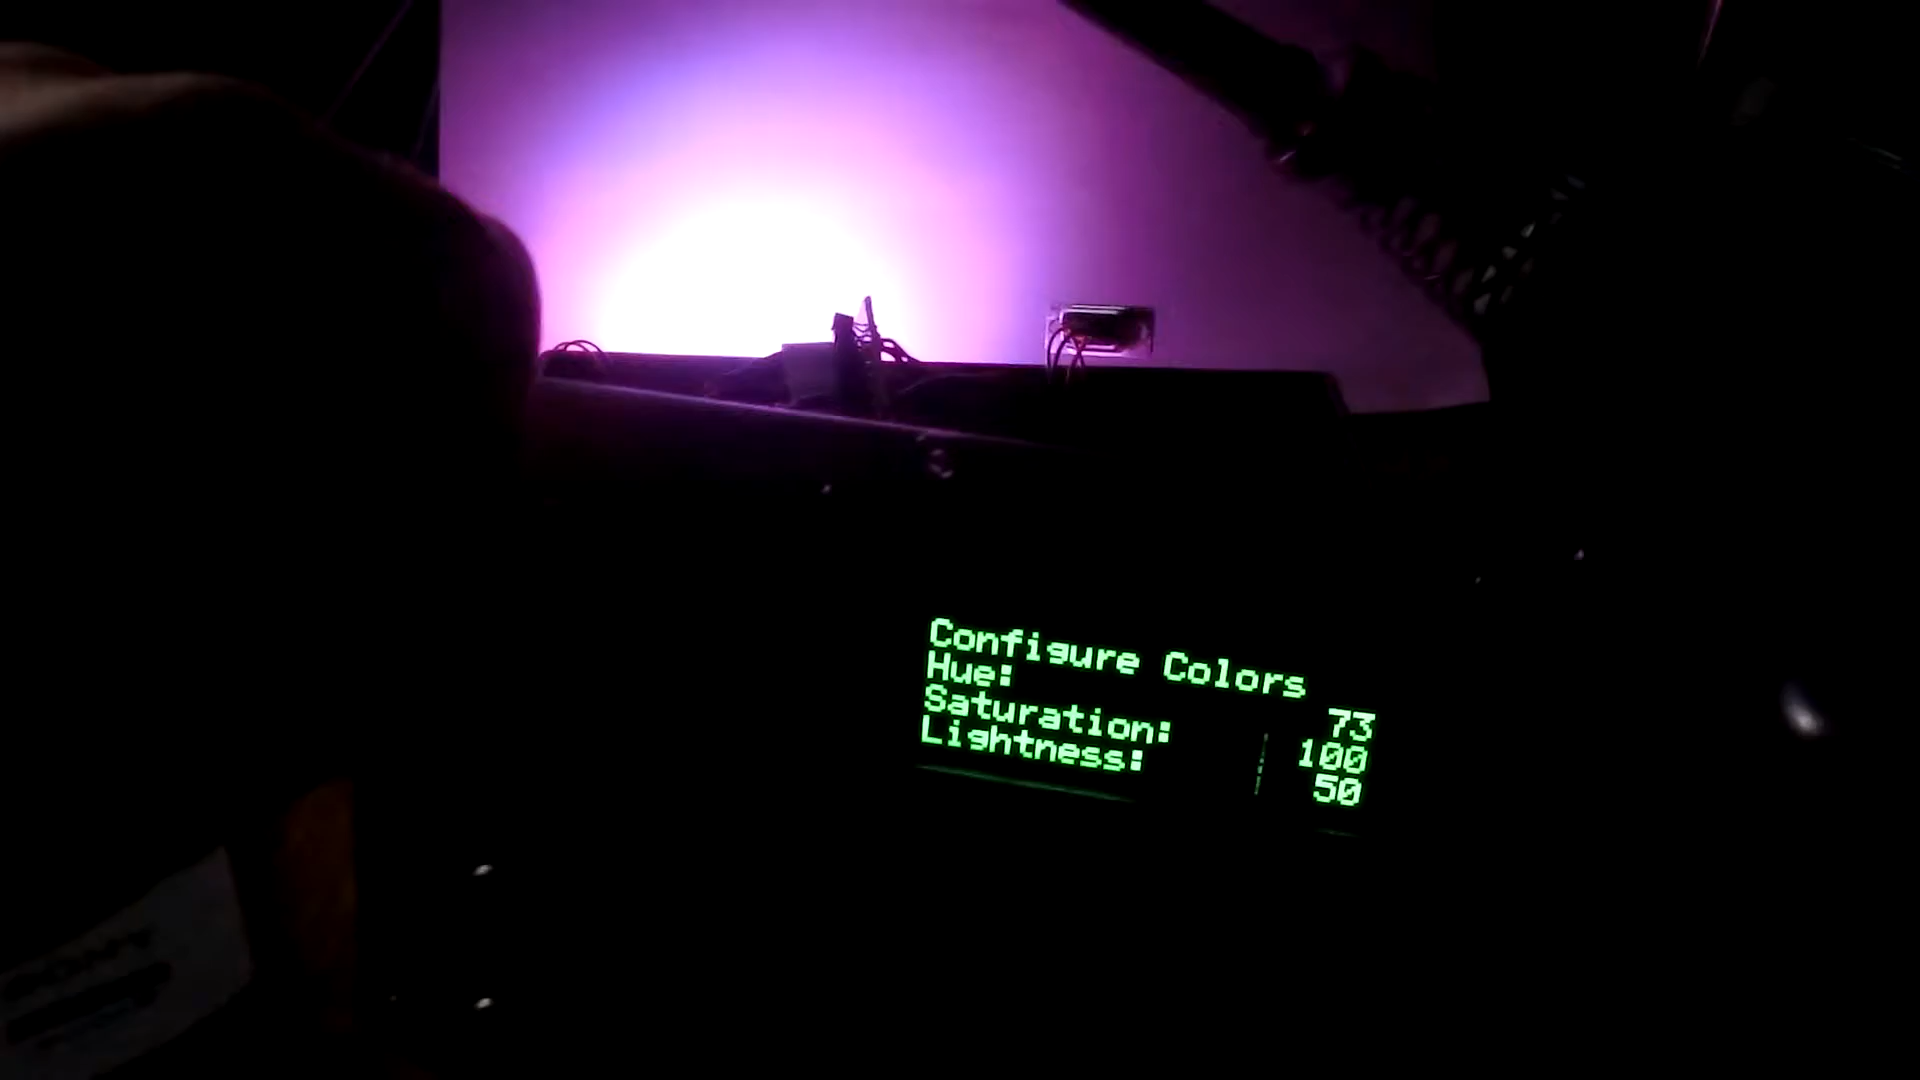 Configure Colors
Hue: 73
Saturation: 100
Lightness: 50